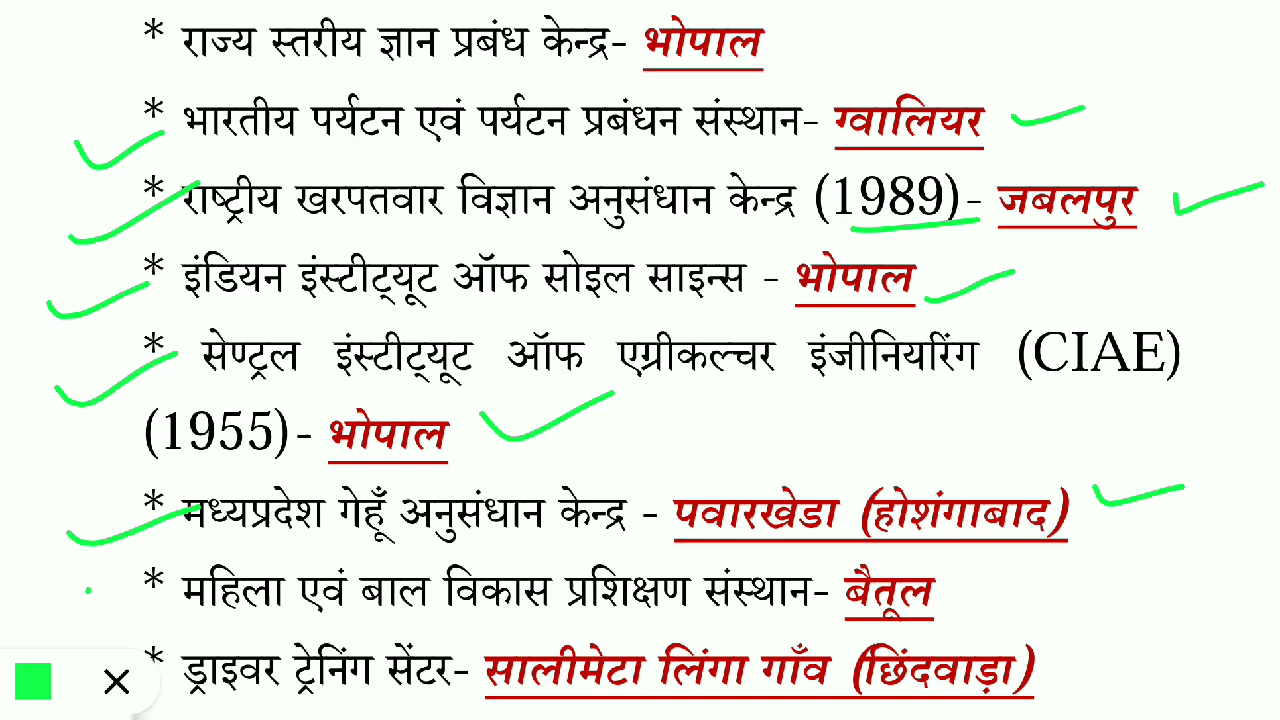 * राज्य स्तरीय ज्ञान प्रबंध केन्द्र- भोपाल
* भारतीय पर्यटन एवं पर्यटन प्रबंधन संस्थान- ग्वालियर
* राष्ट्रीय खरपतवार विज्ञान अनुसंधान केन्द्र (1989)- जबलपुर
* इंडियन इंस्टीट्यूट ऑफ सोइल साइन्स - भोपाल
* सेण्ट्रल इंस्टीट्यूट ऑफ एग्रीकल्चर इंजीनियरिंग (CIAE)
(1955)- भोपाल
* मध्यप्रदेश गेहूँ अनुसंधान केन्द्र - पवारखेडा (होशंगाबाद)
* महिला एवं बाल विकास प्रशिक्षण संस्थान- बैतूल
* ड्राइवर ट्रेनिंग सेंटर- सालीमेटा लिंगा गाँव (छिंदवाड़ा)